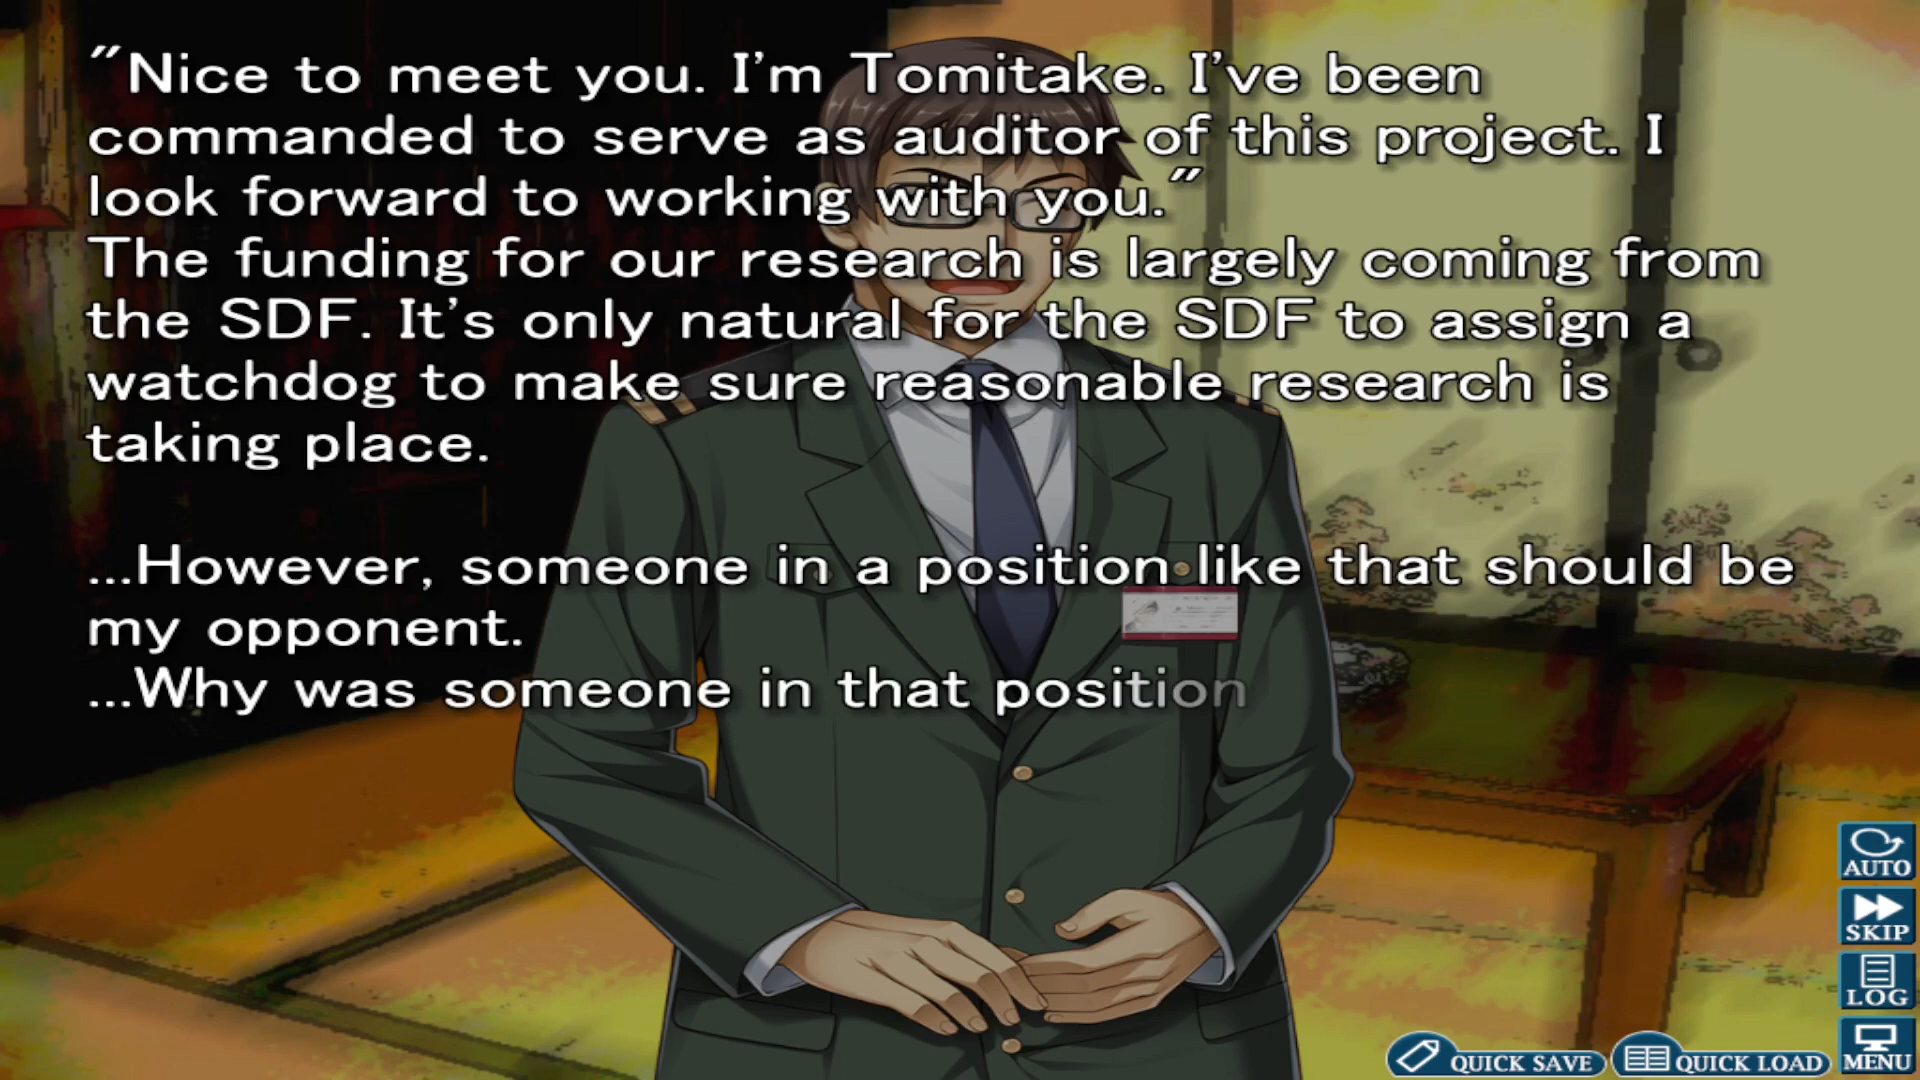 "Nice to meet you. I'm Tomitake. I've been
commanded to serve as auditor of this project. I
look forward to working with you."
The funding for our research is largely coming from
the SDF. It's only natural for the SDF to assign a
watchdog to make sure reasonable research is
taking place.
...However, someone in a position like that should be
my opponent.
...Why was someone in that position
AUTO
SKIP
LOG
MENU
QUICK SAVE
QUICK LOAD